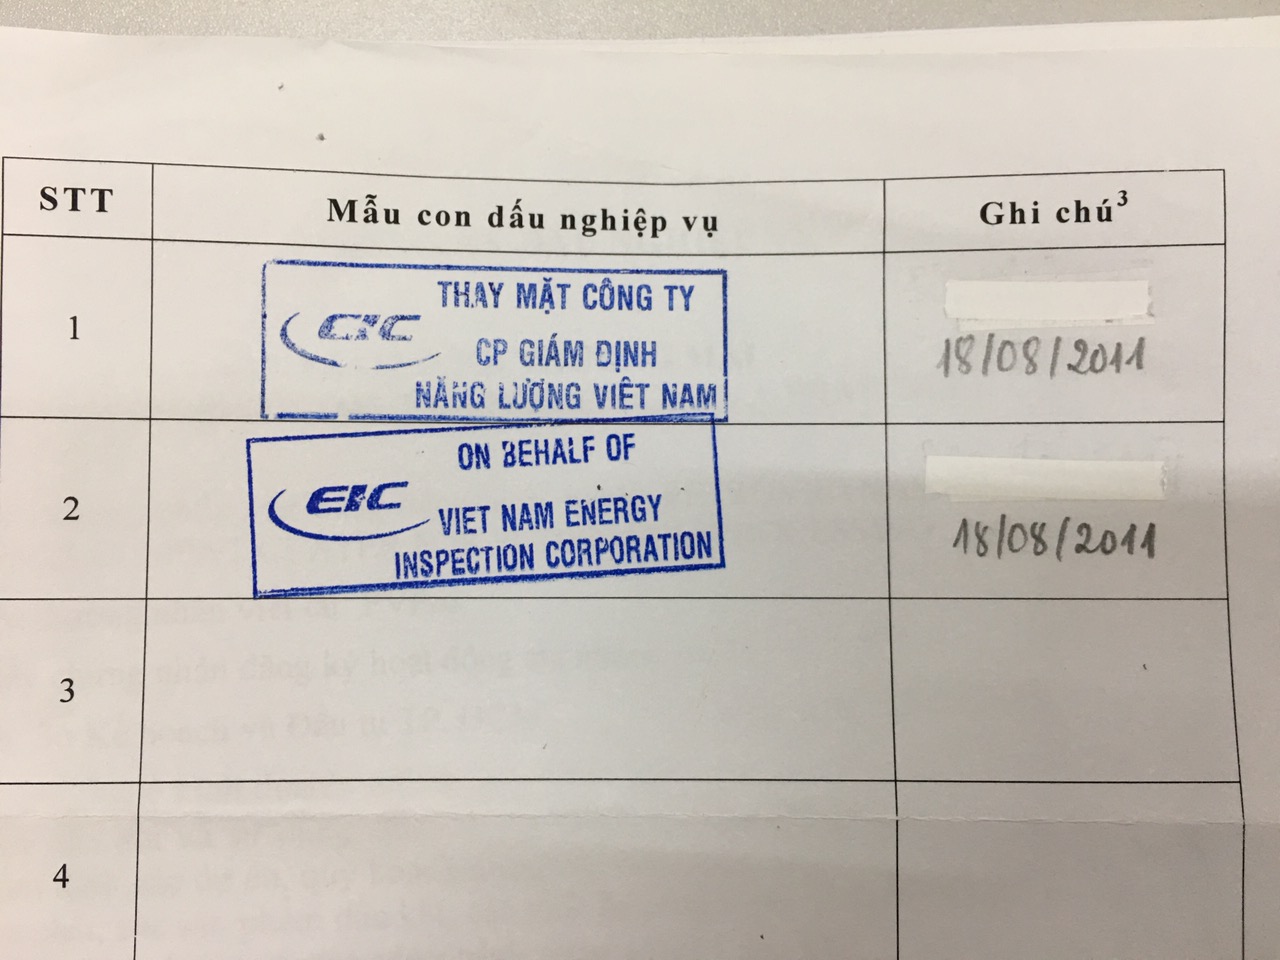 STT
Mẫu con dấu nghiệp vụ
Ghi chú³
1
EIC
THAY MẶT CÔNG TY
CP GIÁM ĐỊNH
NĂNG LƯỢNG VIỆT NAM
18/08/2011
2
EIC
ON BEHALF OF
VIET NAM ENERGY
INSPECTION CORPORATION
18/08/2011
3
4